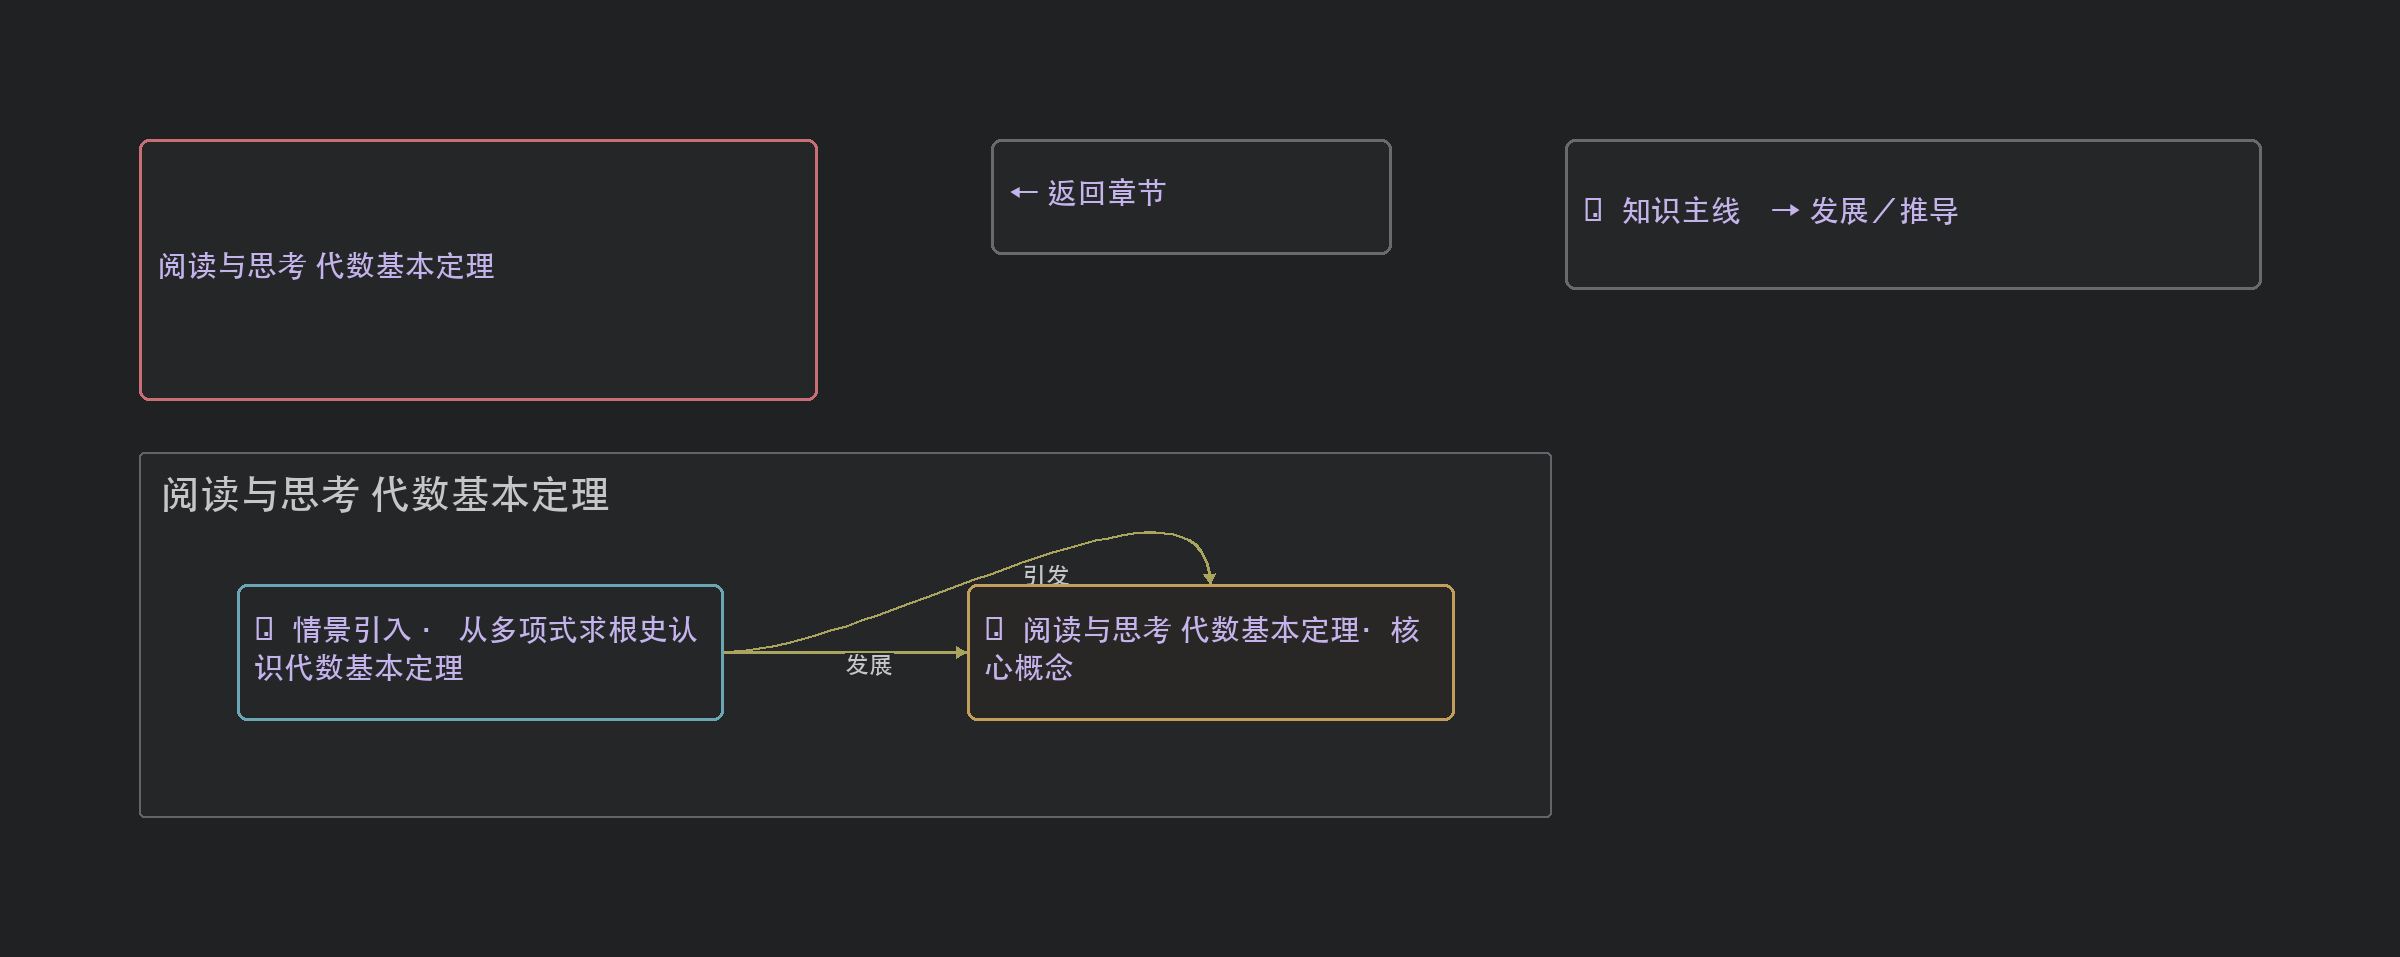 阅读与思考 代数基本定理
← 返回章节
知识主线 → 发展／推导
阅读与思考 代数基本定理
引发
情景引入 · 从多项式求根史认
识代数基本定理
发展
阅读与思考 代数基本定理· 核
心概念